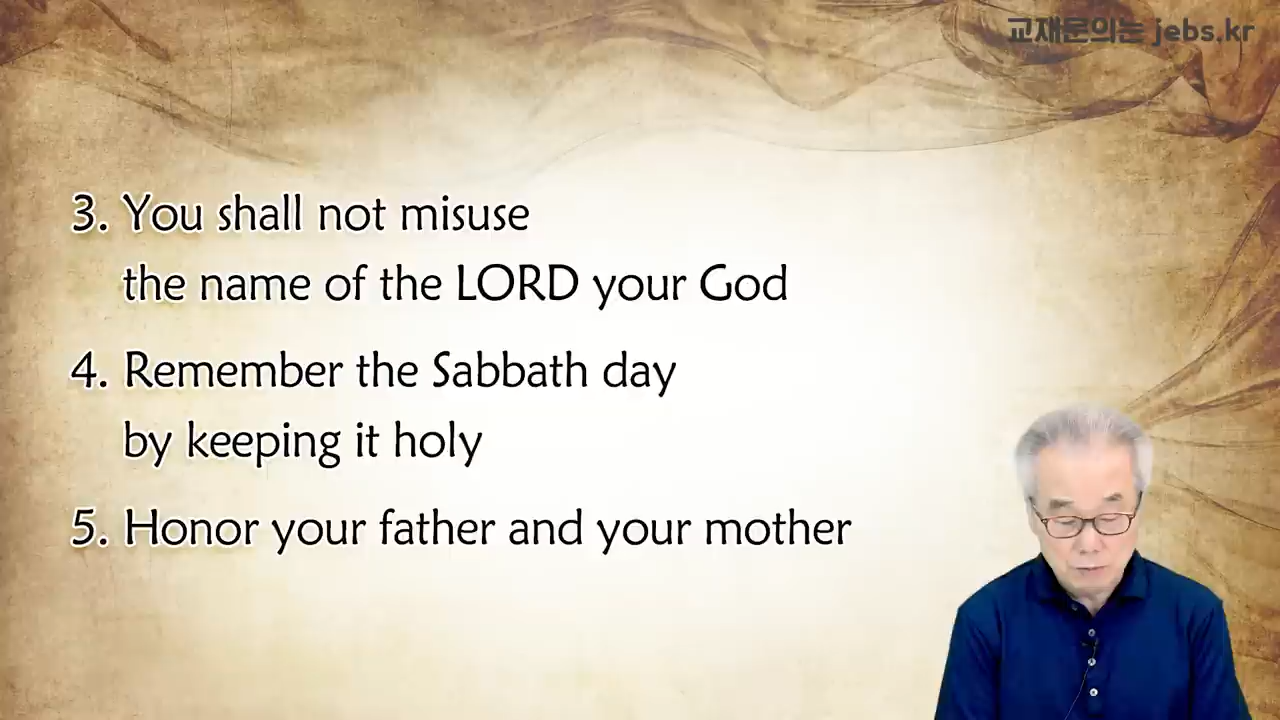 교재문의는 jebs.kr
3. You shall not misuse
the name of the LORD your God
4. Remember the Sabbath day
by keeping it holy
5. Honor your father and your mother